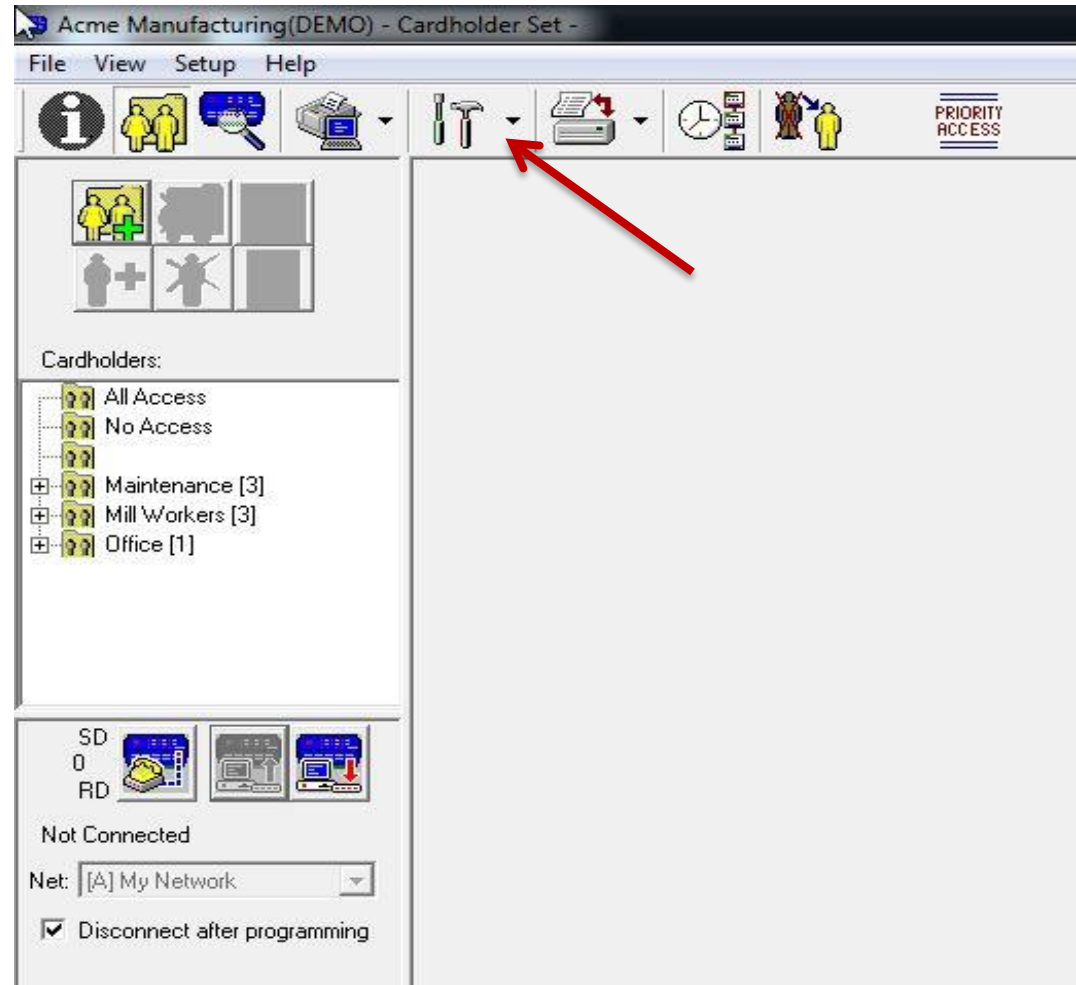 Acme Manufacturing(DEMO) - Cardholder Set -
File View Setup Help
PRIORITY
ACCESS
Cardholders:
All Access
No Access
Maintenance [3]
Mill Workers [3]
Office [1]
SD
0
RD
Not Connected
Net: [A] My Network
Disconnect after programming